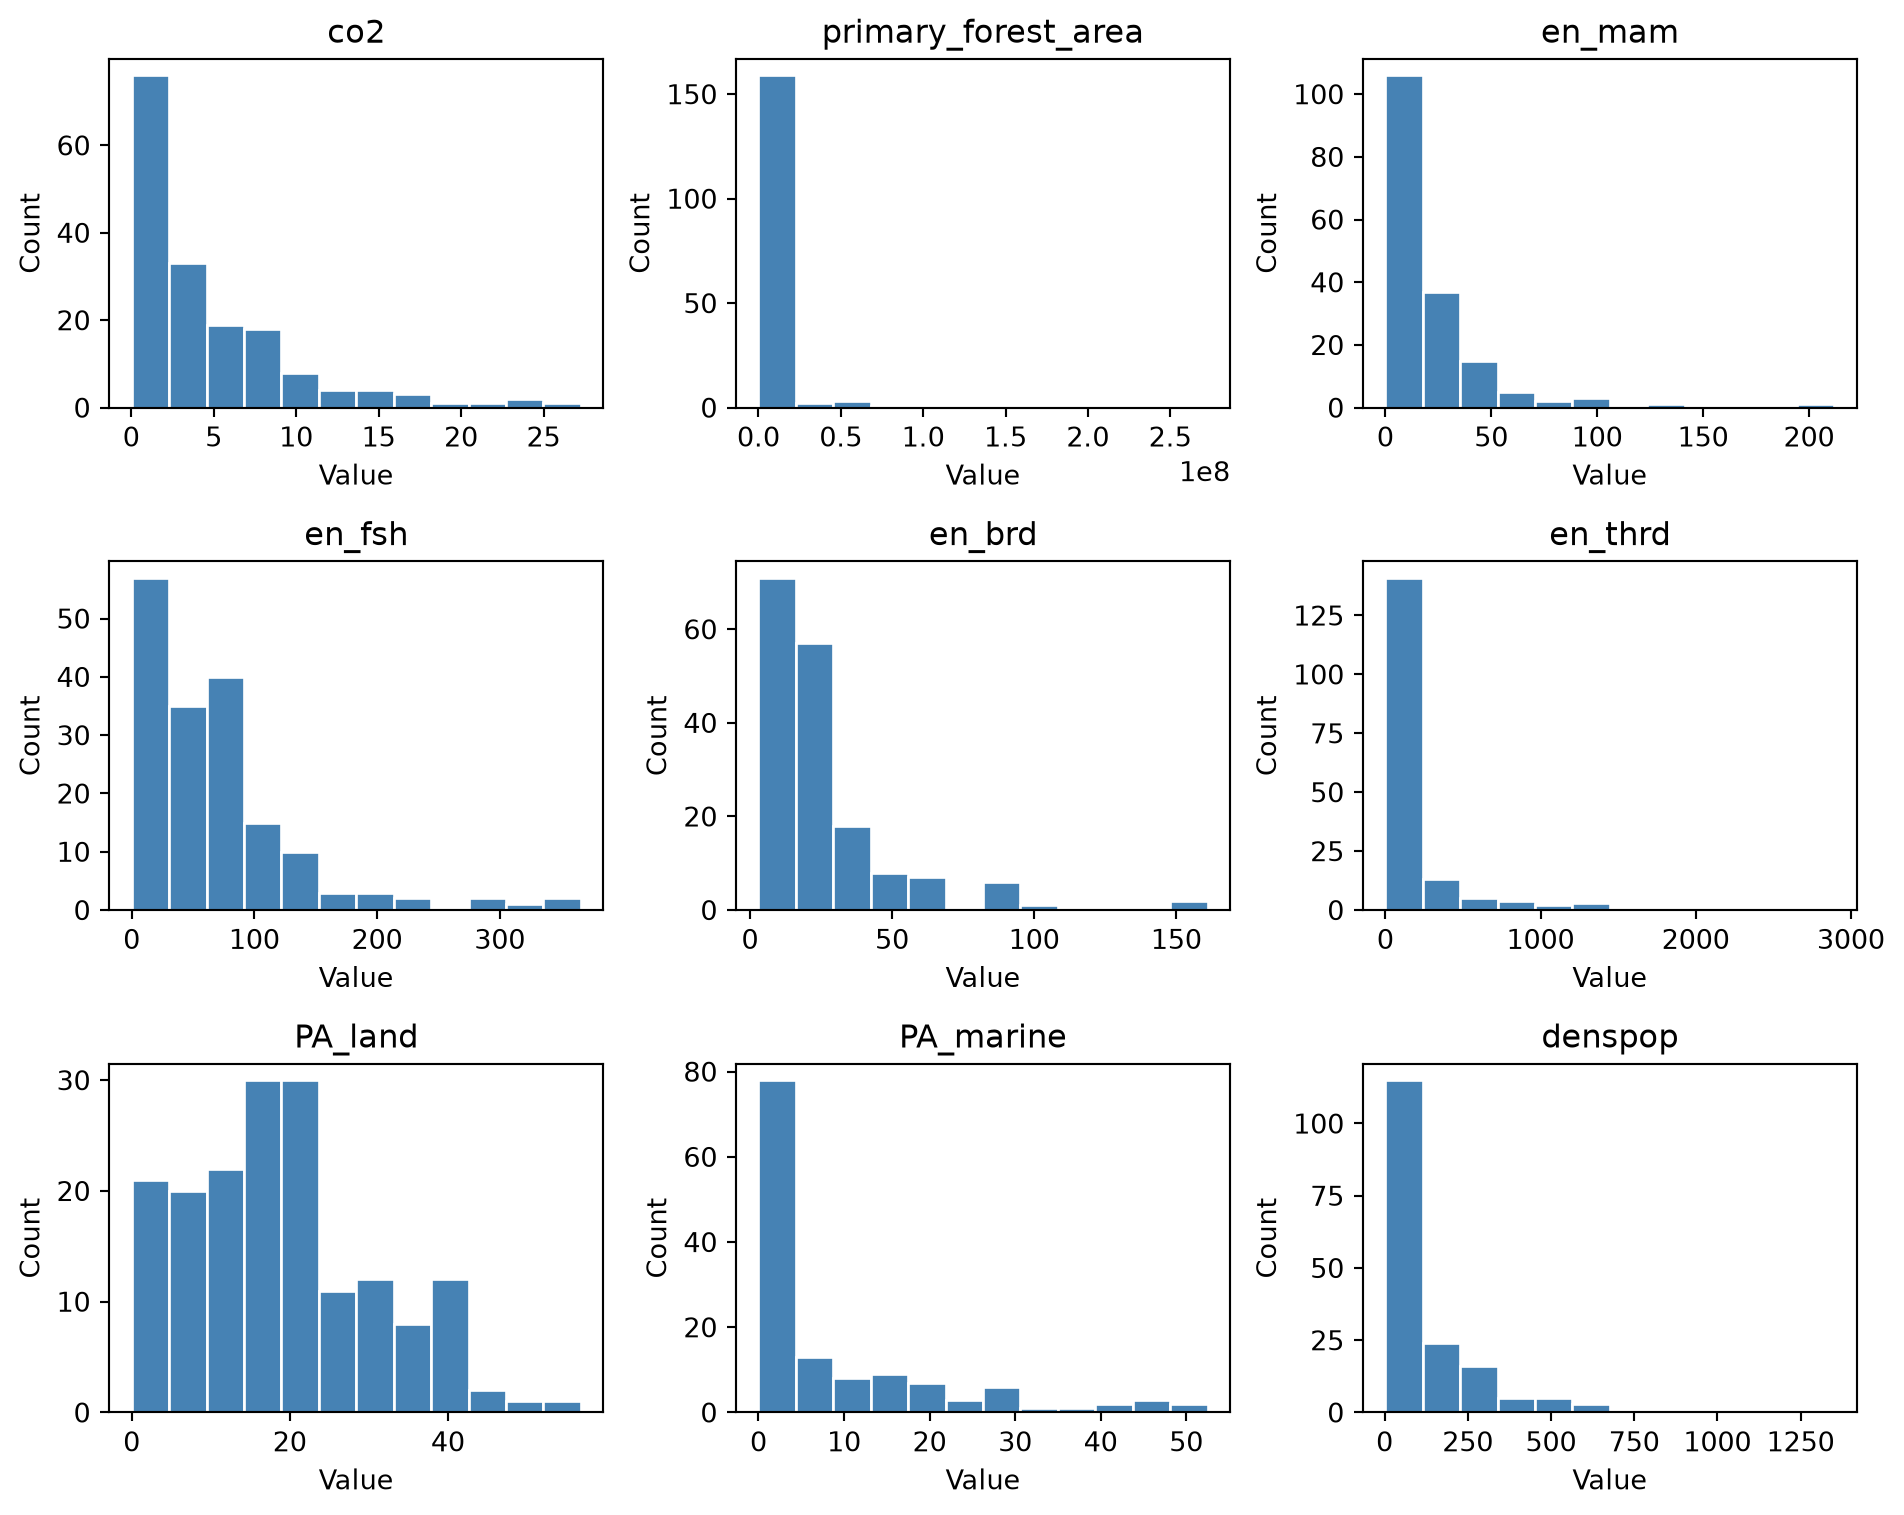 co2
60
40
20
0
Count
0 5 10 15 20 25
Value
primary_forest_area
150
100
50
0
Count
0.0 0.5 1.0 1.5 2.0 2.5
1e8
Value
en_mam
100
80
60
40
20
0
Count
0 50 100 150 200
Value
en_fsh
50
40
30
20
10
0
Count
0 100 200 300
Value
en_brd
60
40
20
0
Count
0 50 100 150
Value
en_thrd
125
100
75
50
25
0
Count
0 1000 2000 3000
Value
PA_land
30
20
10
0
Count
0 20 40
Value
PA_marine
80
60
40
20
0
Count
0 10 20 30 40 50
Value
denspop
100
75
50
25
0
Count
0 250 500 750 1000 1250
Value